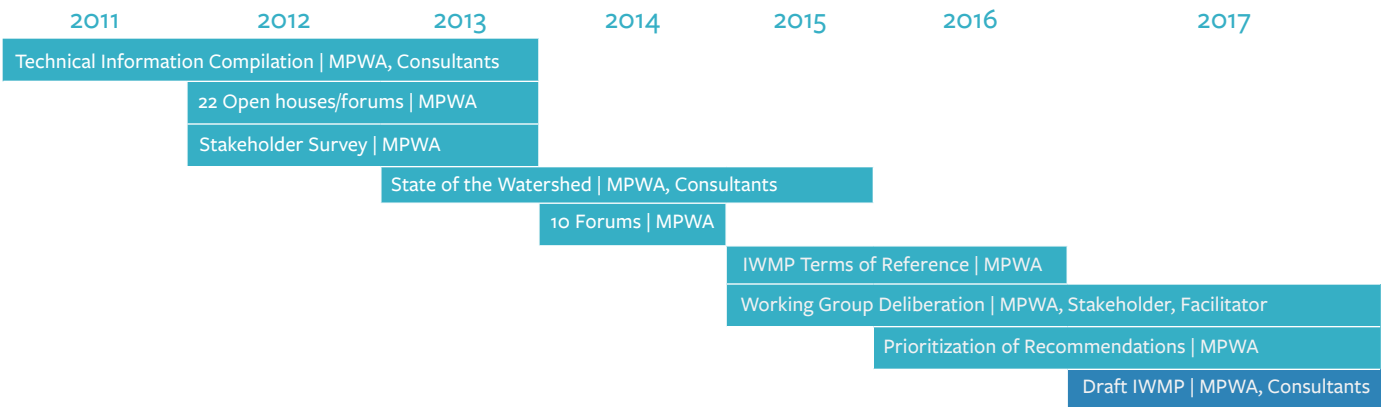 2011 2012 2013 2014 2015 2016 2017
Technical Information Compilation | MPWA, Consultants
22 Open houses/forums | MPWA
Stakeholder Survey | MPWA
State of the Watershed | MPWA, Consultants
10 Forums | MPWA
IWMP Terms of Reference | MPWA
Working Group Deliberation | MPWA, Stakeholder, Facilitator
Prioritization of Recommendations | MPWA
Draft IWMP | MPWA, Consultants